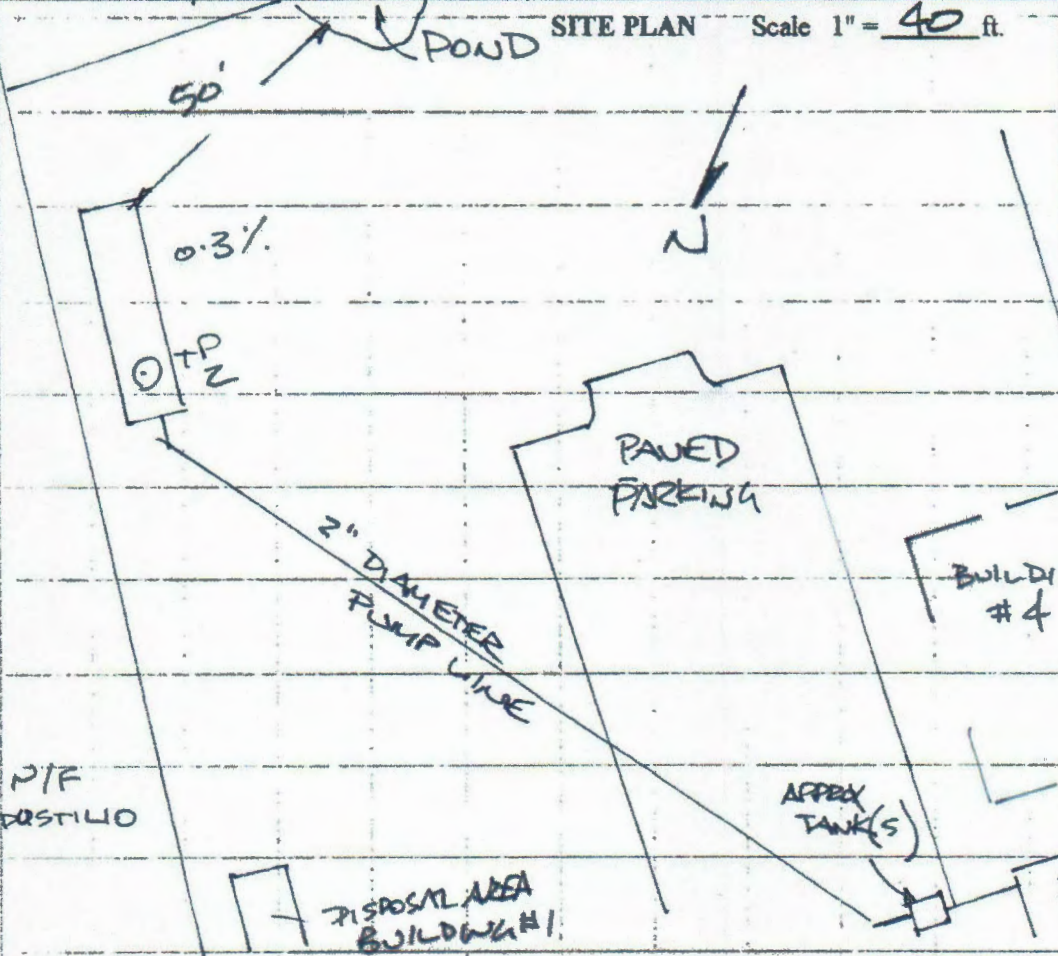 SITE PLAN Scale 1" = 40 ft.
POND
50'
N
0.3%
TP
2
PAVED
PARKING
2" DIAMETER
PUMP LINE
BUILDI
#4
N/F
APPROX
TANK(S)
DISPOSAL AREA
BUILDING #1